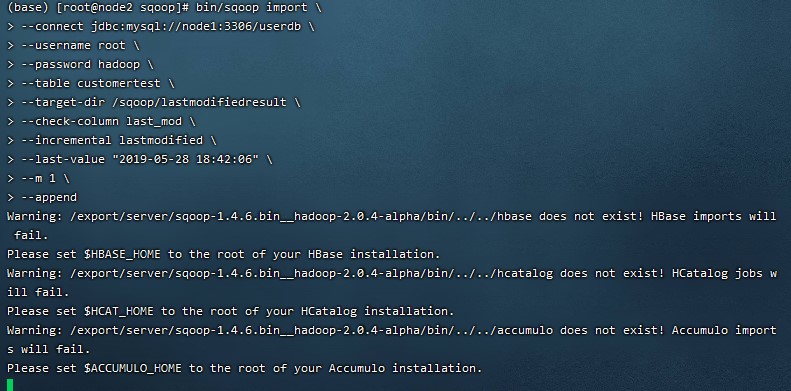 (base) [root@node2 sqoop]# bin/sqoop import \
> --connect jdbc:mysql://node1:3306/userdb \
> --username root \
> --password hadoop \
> --table customertest \
> --target-dir /sqoop/lastmodifiedresult \
> --check-column last_mod \
> --incremental lastmodified \
> --last-value "2019-05-28 18:42:06" \
> --m 1 \
> --append
Warning: /export/server/sqoop-1.4.6.bin__hadoop-2.0.4-alpha/bin/../../hbase does not exist! HBase imports will
 fail.
Please set $HBASE_HOME to the root of your HBase installation.
Warning: /export/server/sqoop-1.4.6.bin__hadoop-2.0.4-alpha/bin/../../hcatalog does not exist! HCatalog jobs w
ill fail.
Please set $HCAT_HOME to the root of your HCatalog installation.
Warning: /export/server/sqoop-1.4.6.bin__hadoop-2.0.4-alpha/bin/../../accumulo does not exist! Accumulo import
s will fail.
Please set $ACCUMULO_HOME to the root of your Accumulo installation.